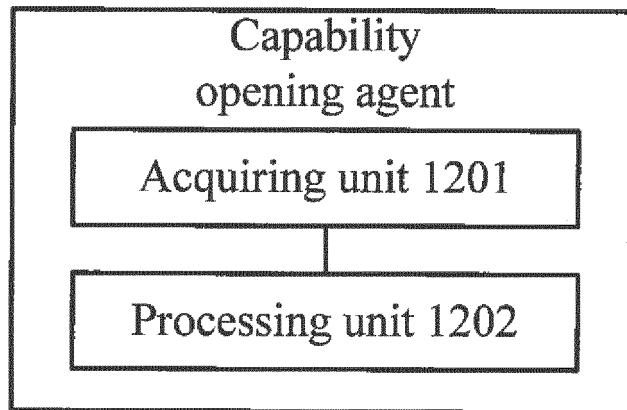 Capability
opening agent
Acquiring unit 1201
Processing unit 1202